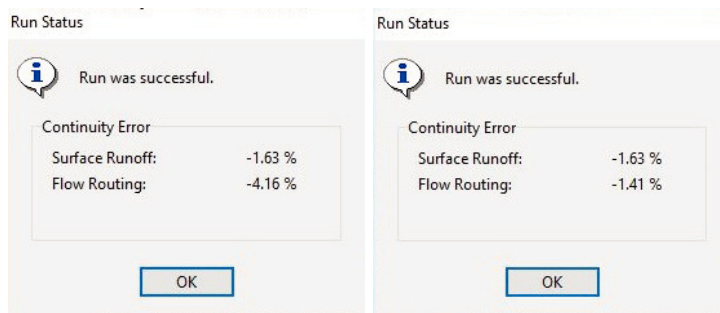 Run Status
Run was successful.
Continuity Error
Surface Runoff: -1.63 %
Flow Routing: -4.16 %
OK
Run Status
Run was successful.
Continuity Error
Surface Runoff: -1.63 %
Flow Routing: -1.41 %
OK